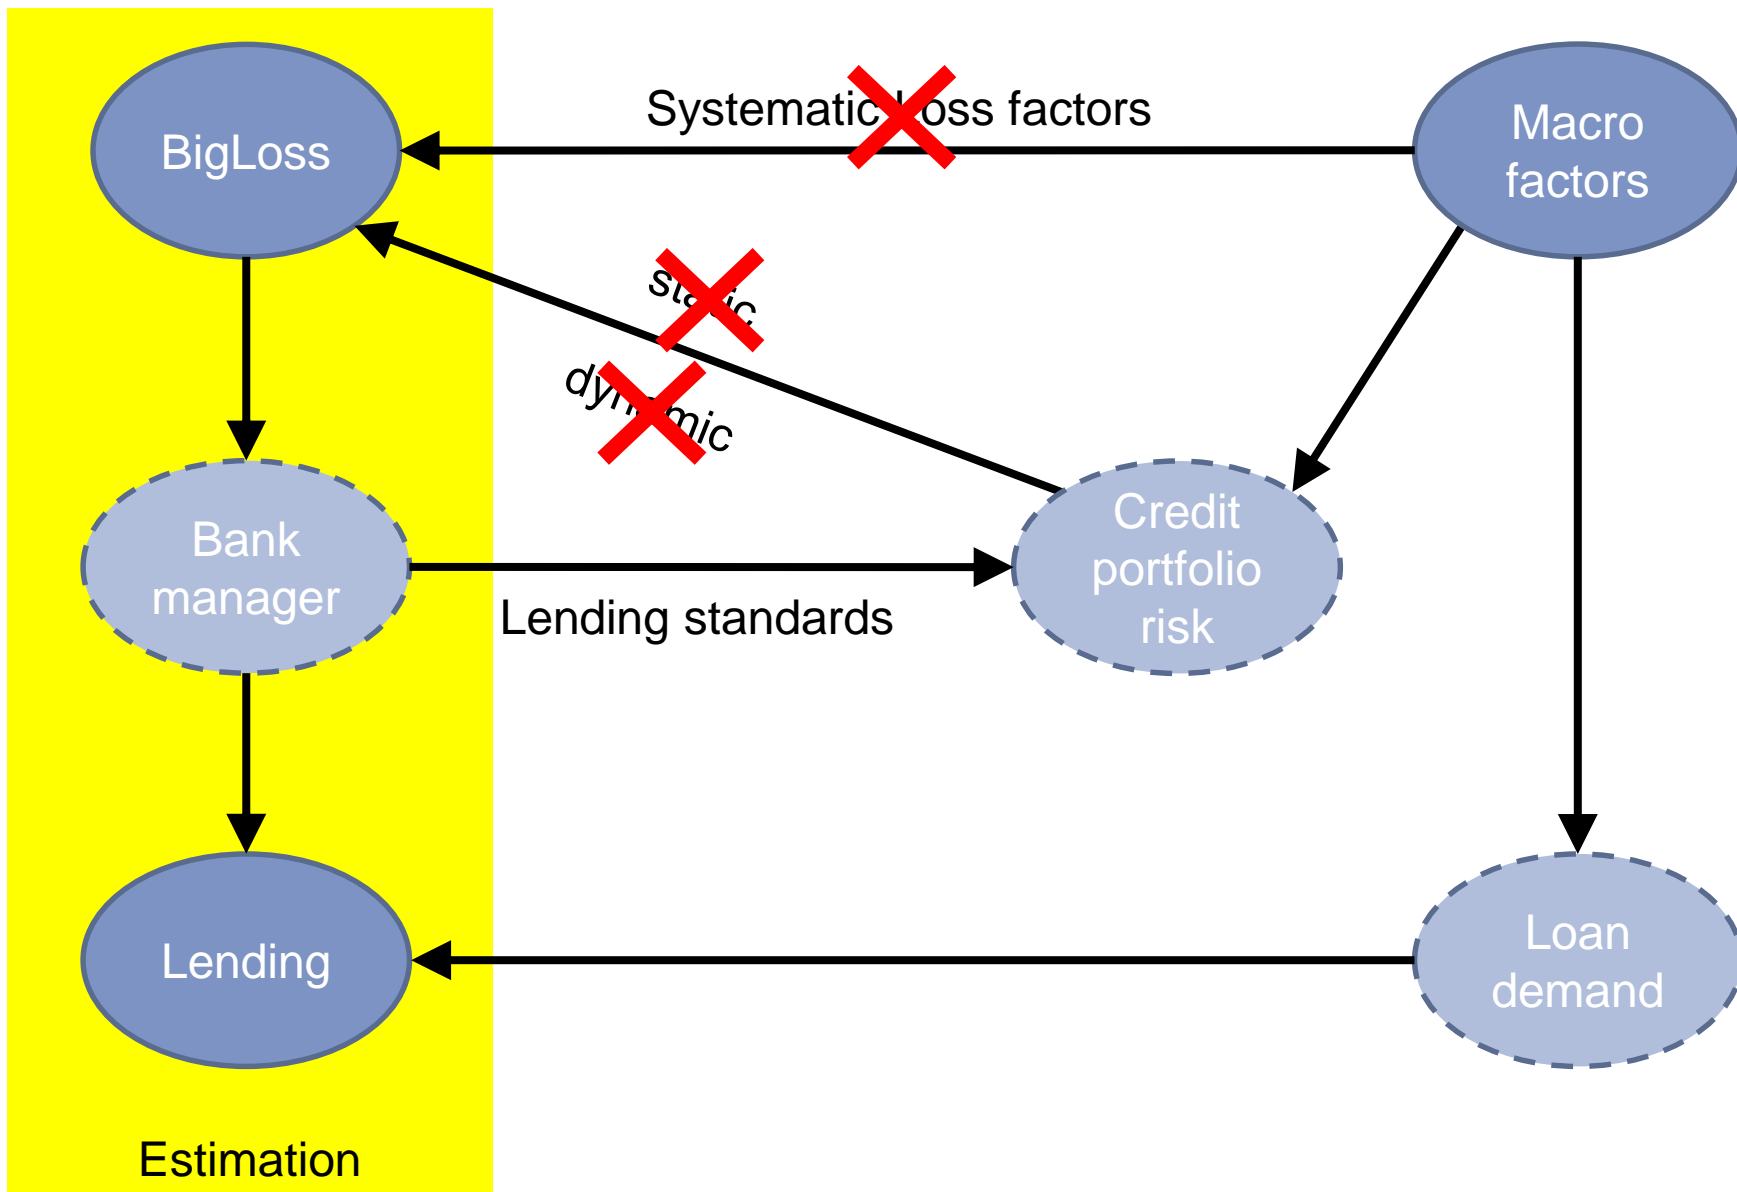 Systematic Loss factors
BigLoss
Macro
factors
static
dynamic
Bank
manager
Credit
portfolio
risk
Lending standards
Lending
Loan
demand
Estimation